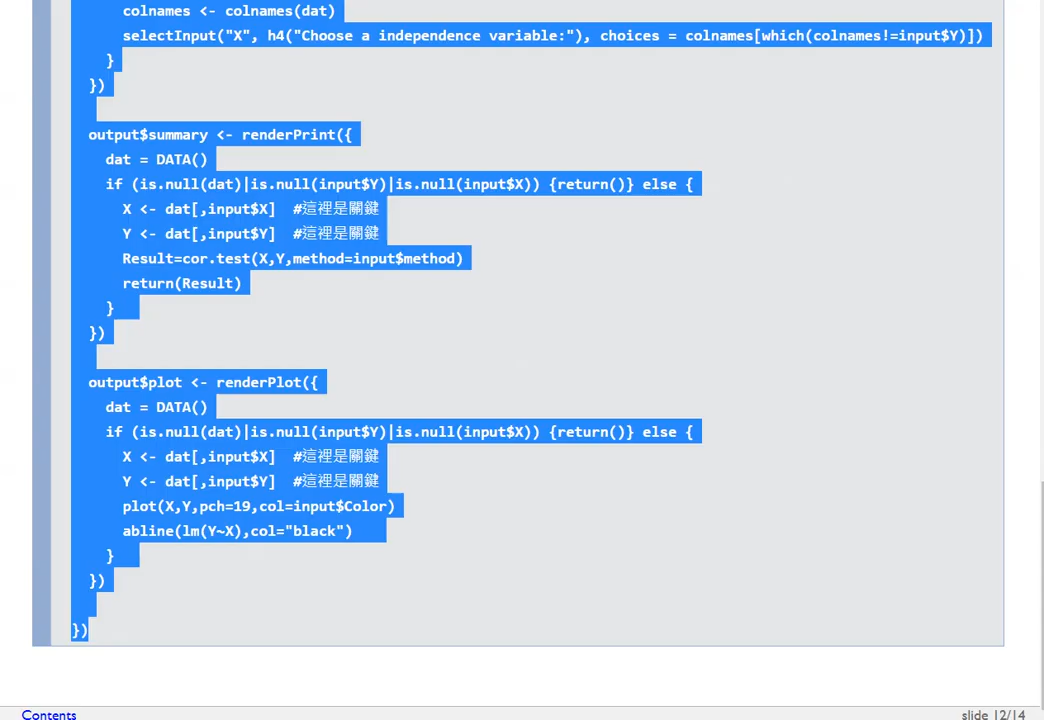 colnames <- colnames(dat)
selectInput("X", h4("Choose a independence variable:"), choices = colnames[which(colnames!=input$Y)])
}
})
output$summary <- renderPrint({
dat = DATA()
if (is.null(dat)|is.null(input$Y)|is.null(input$X)) {return()} else {
X <- dat[,input$X]  #這裡是關鍵
Y <- dat[,input$Y]  #這裡是關鍵
Result=cor.test(X,Y,method=input$method)
return(Result)
}
})
output$plot <- renderPlot({
dat = DATA()
if (is.null(dat)|is.null(input$Y)|is.null(input$X)) {return()} else {
X <- dat[,input$X]  #這裡是關鍵
Y <- dat[,input$Y]  #這裡是關鍵
plot(X,Y,pch=19,col=input$Color)
abline(lm(Y~X),col="black")
}
})
})
Contents
slide 12/14